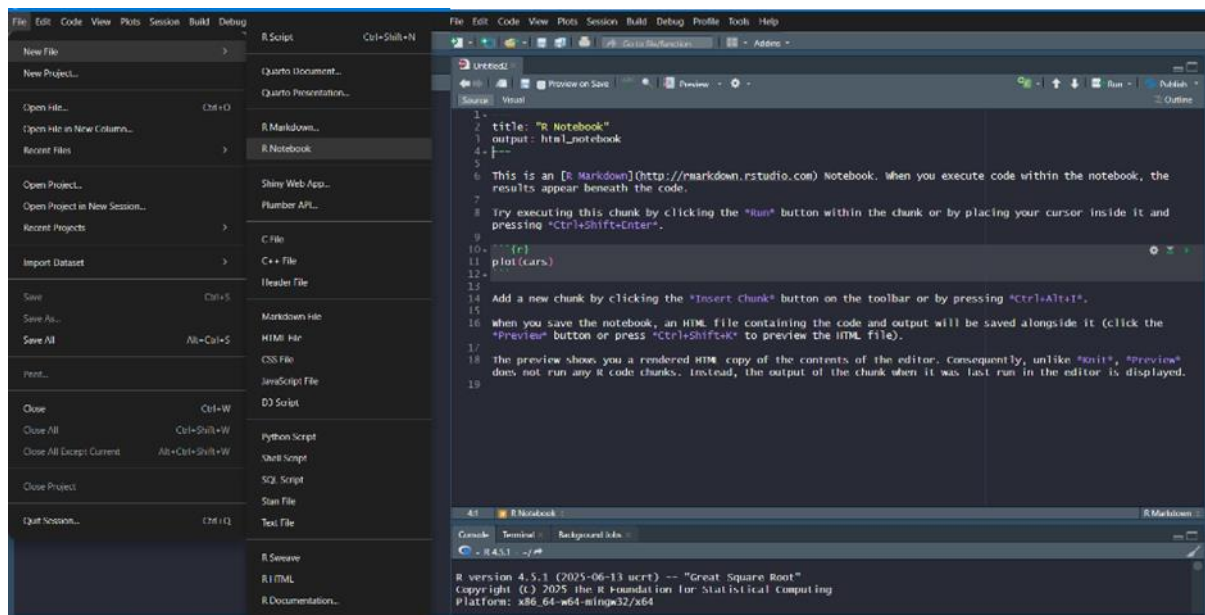 File Edit Code View Plots Session Build Debug
New File >
New Project...
Open File... Ctrl+O
Open File in New Column...
Recent Files >
Open Project...
Open Project in New Session...
Recent Projects >
Import Dataset >
Save Ctrl+S
Save As...
Save All Alt+Ctrl+S
Print...
Close Ctrl+W
Close All Ctrl+Shift+W
Close All Except Current Alt+Ctrl+Shift+W
Close Project
Quit Session... Ctrl+Q
R Script Ctrl+Shift+N
Quarto Document...
Quarto Presentation...
R Markdown...
R Notebook
Shiny Web App...
Plumber API...
C File
C++ File
Header File
Markdown File
HTML File
CSS File
JavaScript File
D3 Script
Python Script
Shell Script
SQL Script
Stan File
Text File
R Sweave
R HTML
R Documentation...
File Edit Code View Plots Session Build Debug Profile Tools Help
Go to file/function Addins
Untitled2
Preview on Save Preview Run Publish
Source Visual Outline
1
2 title: "R Notebook"
3 output: html_notebook
4 ---
5
6 This is an [R Markdown](http://rmarkdown.rstudio.com) Notebook. When you execute code within the notebook, the
results appear beneath the code.
7
8 Try executing this chunk by clicking the *Run* button within the chunk or by placing your cursor inside it and
pressing *Ctrl+Shift+Enter*.
9
10 ```{r}
11 plot(cars)
12 ```
13
14 Add a new chunk by clicking the *Insert Chunk* button on the toolbar or by pressing *Ctrl+Alt+I*.
15
16 When you save the notebook, an HTML file containing the code and output will be saved alongside it (click the
*Preview* button or press *Ctrl+Shift+K* to preview the HTML file).
17
18 The preview shows you a rendered HTML copy of the contents of the editor. Consequently, unlike *Knit*, *Preview*
does not run any R code chunks. Instead, the output of the chunk when it was last run in the editor is displayed.
19
4:1 R Notebook R Markdown
Console Terminal Background Jobs
R 4.5.1 · ~/
R version 4.5.1 (2025-06-13 ucrt) -- "Great Square Root"
Copyright (C) 2025 The R Foundation for Statistical Computing
Platform: x86_64-w64-mingw32/x64